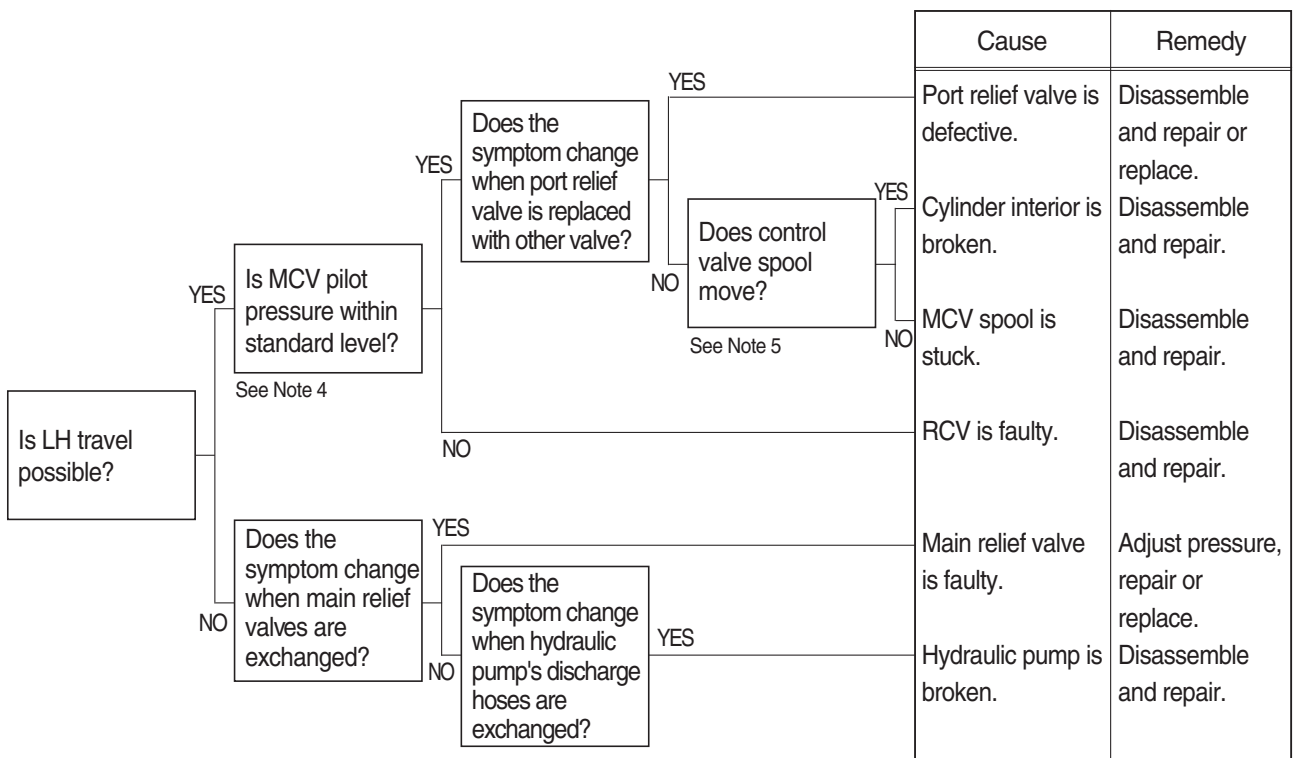 Is LH travel
possible?
YES
NO
Is MCV pilot
pressure within
standard level?
See Note 4
YES
NO
Does the
symptom change
when port relief
valve is replaced
with other valve?
YES
NO
Does control
valve spool
move?
See Note 5
YES
NO
Does the
symptom change
when main relief
valves are
exchanged?
YES
NO
Does the
symptom change
when hydraulic
pump's discharge
hoses are
exchanged?
YES
Cause
Remedy
Port relief valve is
defective.
Disassemble
and repair or
replace.
Cylinder interior is
broken.
Disassemble
and repair.
MCV spool is
stuck.
Disassemble
and repair.
RCV is faulty.
Disassemble
and repair.
Main relief valve
is faulty.
Adjust pressure,
repair or
replace.
Hydraulic pump is
broken.
Disassemble
and repair.